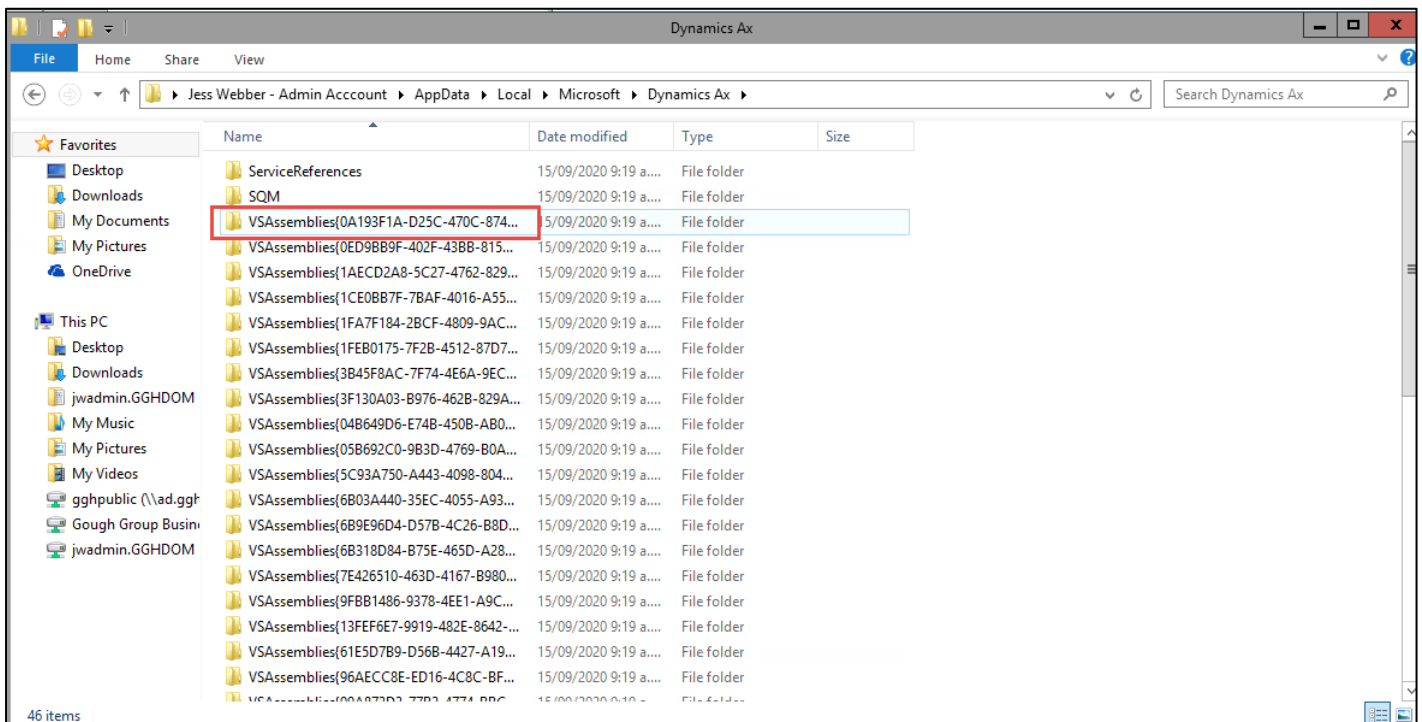 Dynamics Ax
File Home Share View
Jess Webber - Admin Acccount AppData Local Microsoft Dynamics Ax
Search Dynamics Ax
Name Date modified Type Size
Favorites
Desktop
Downloads
My Documents
My Pictures
OneDrive
This PC
Desktop
Downloads
jwadmin.GGHDOM
My Music
My Pictures
My Videos
gghpublic (\\ad.ggh
Gough Group Busin
jwadmin.GGHDOM
ServiceReferences 15/09/2020 9:19 a.... File folder
SQM 15/09/2020 9:19 a.... File folder
VSAssemblies{0A193F1A-D25C-470C-874... 15/09/2020 9:19 a.... File folder
VSAssemblies{0ED9BB9F-402F-43BB-815... 15/09/2020 9:19 a.... File folder
VSAssemblies{1AECD2A8-5C27-4762-829... 15/09/2020 9:19 a.... File folder
VSAssemblies{1CE0BB7F-7BAF-4016-A55... 15/09/2020 9:19 a.... File folder
VSAssemblies{1FA7F184-2BCF-4809-9AC... 15/09/2020 9:19 a.... File folder
VSAssemblies{1FEB0175-7F2B-4512-87D7... 15/09/2020 9:19 a.... File folder
VSAssemblies{3B45F8AC-7F74-4E6A-9EC... 15/09/2020 9:19 a.... File folder
VSAssemblies{3F130A03-B976-462B-829A... 15/09/2020 9:19 a.... File folder
VSAssemblies{04B649D6-E74B-450B-AB0... 15/09/2020 9:19 a.... File folder
VSAssemblies{05B692C0-9B3D-4769-B0A... 15/09/2020 9:19 a.... File folder
VSAssemblies{5C93A750-A443-4098-804... 15/09/2020 9:19 a.... File folder
VSAssemblies{6B03A440-35EC-4055-A93... 15/09/2020 9:19 a.... File folder
VSAssemblies{6B9E96D4-D57B-4C26-B8D... 15/09/2020 9:19 a.... File folder
VSAssemblies{6B318D84-B75E-465D-A28... 15/09/2020 9:19 a.... File folder
VSAssemblies{7E426510-463D-4167-B980... 15/09/2020 9:19 a.... File folder
VSAssemblies{9FBB1486-9378-4EE1-A9C... 15/09/2020 9:19 a.... File folder
VSAssemblies{13FEF6E7-9919-482E-8642-... 15/09/2020 9:19 a.... File folder
VSAssemblies{61E5D7B9-D56B-4427-A19... 15/09/2020 9:19 a.... File folder
VSAssemblies{96AECC8E-ED16-4C8C-BF... 15/09/2020 9:19 a.... File folder
46 items